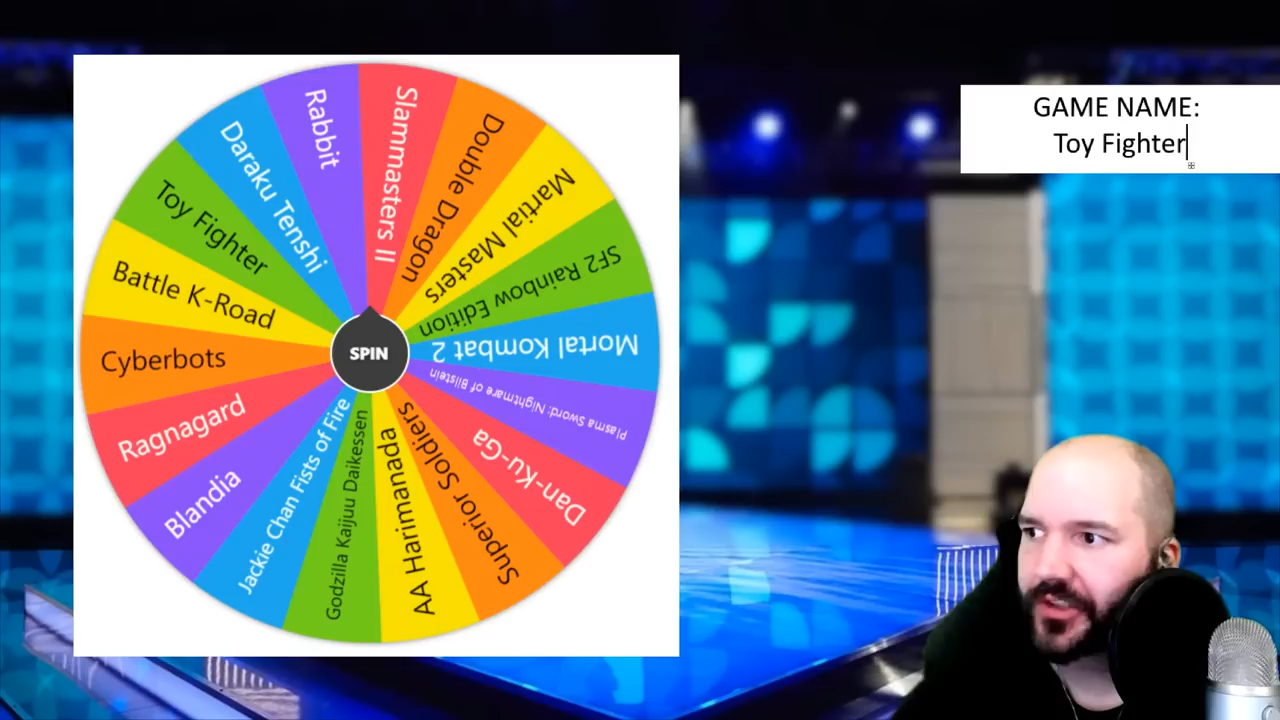 GAME NAME:
Toy Fighter
Slammasters II
Double Dragon
Martial Masters
SF2 Rainbow Edition
Mortal Kombat 2
Plasma Sword: Nightmare of Bilstein
Dan-Ku-Ga
Superior Soldiers
AA Harimanada
Godzilla Kaijuu Daikessen
Jackie Chan Fists of Fire
Blandia
Ragnagard
Cyberbots
Battle K-Road
Toy Fighter
Daraku Tenshi
Rabbit
SPIN